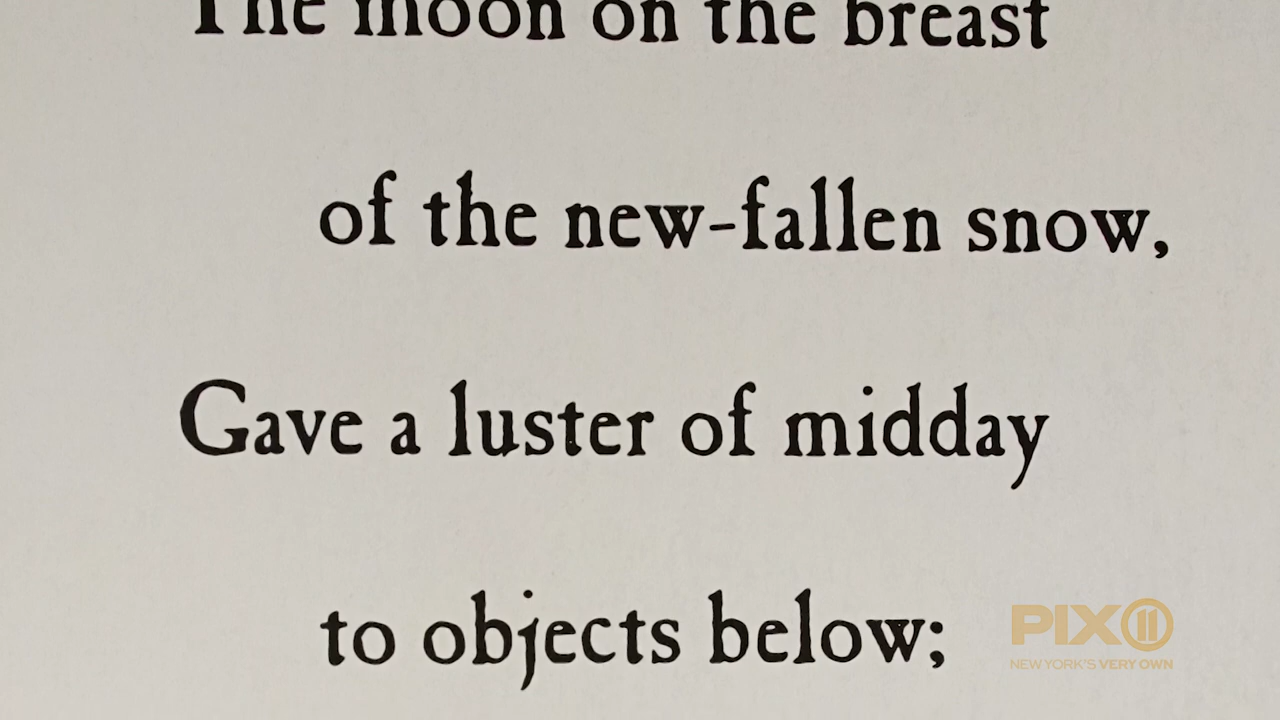 The moon on the breast
of the new-fallen snow,
Gave a luster of midday
to objects below;
PIX11
NEW YORK'S VERY OWN